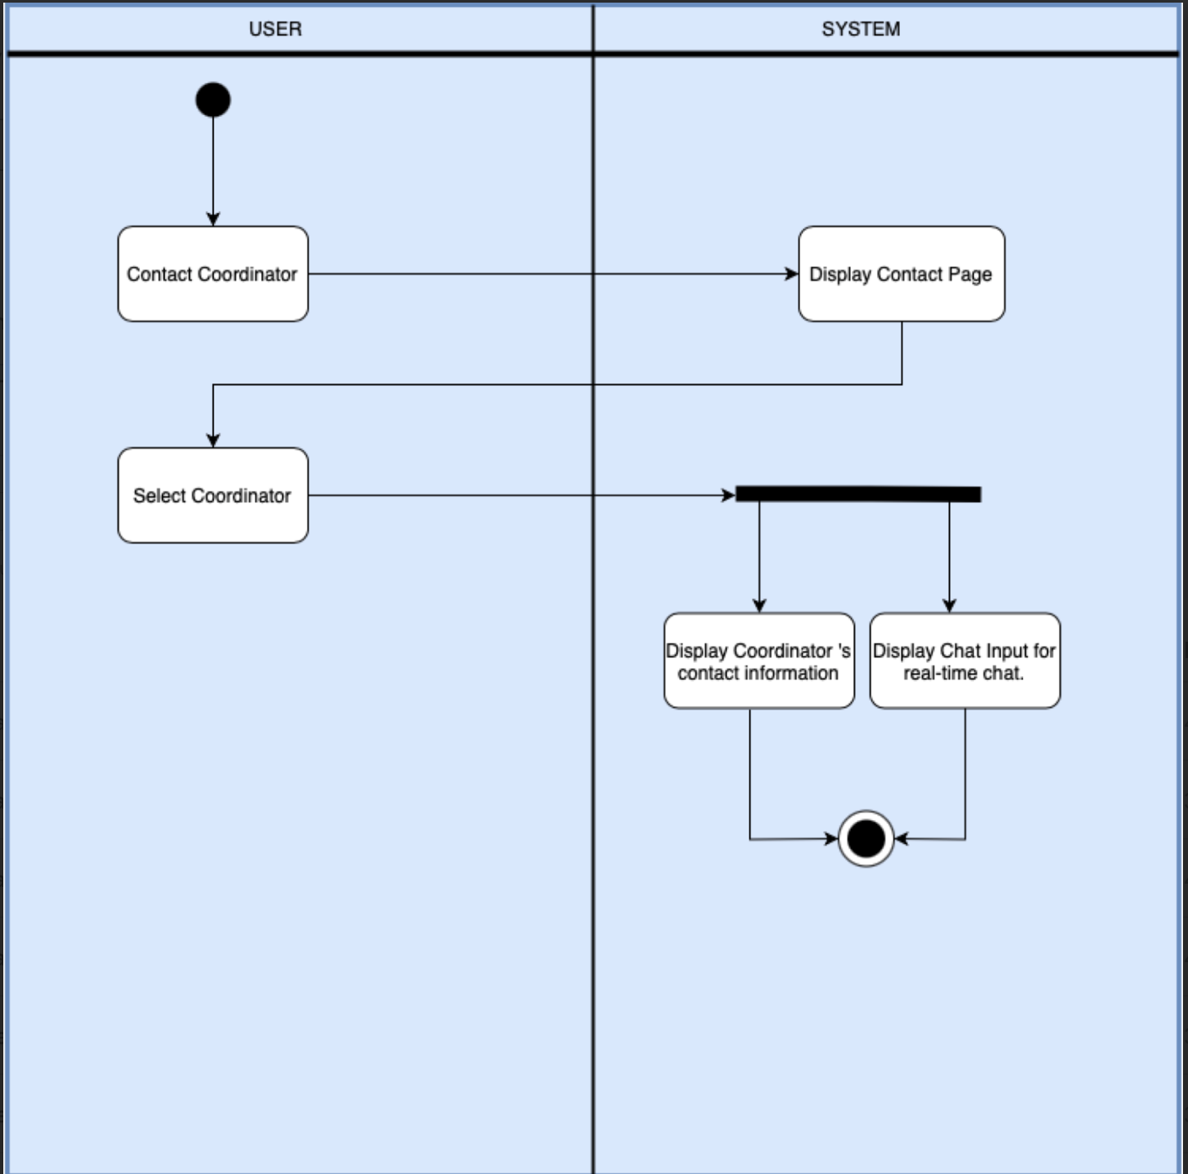 USER
SYSTEM
Contact Coordinator
Display Contact Page
Select Coordinator
Display Coordinator 's
contact information
Display Chat Input for
real-time chat.